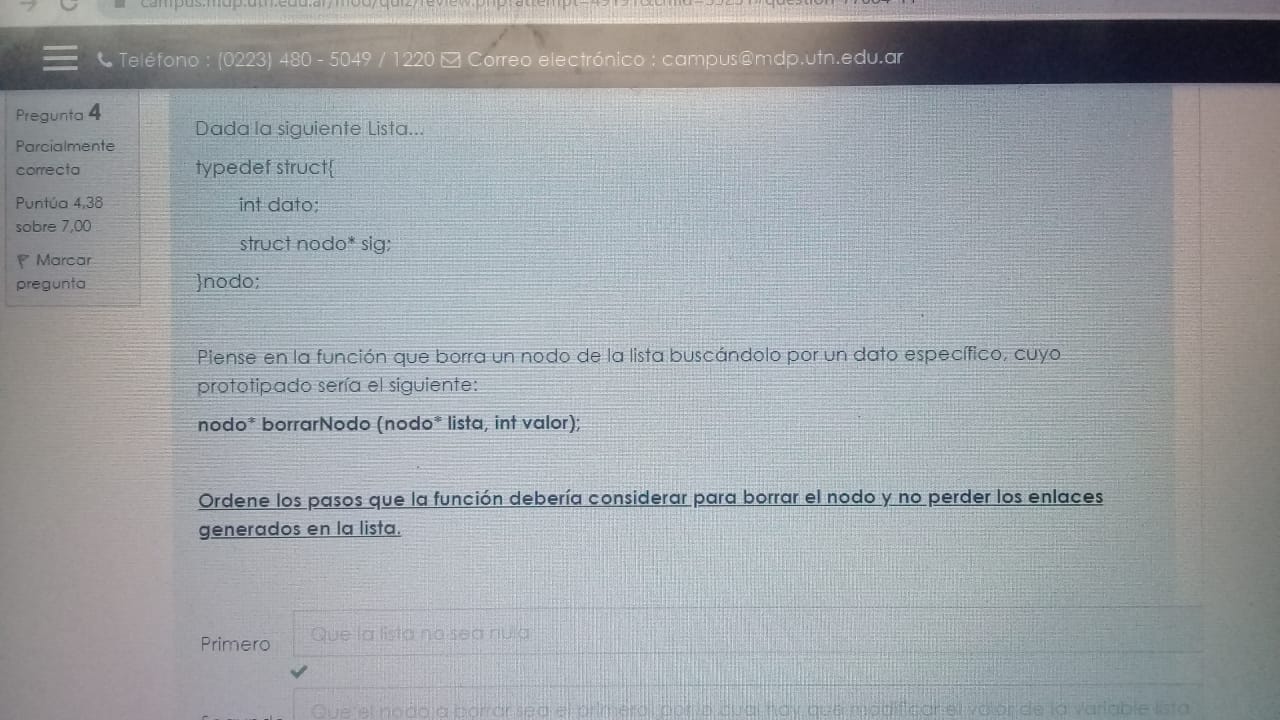 campus.mdp.utn.edu.ar/mod/quiz/review.php?attempt=
Teléfono : (0223) 480 - 5049 / 1220 Correo electrónico : campus@mdp.utn.edu.ar
Pregunta 4
Parcialmente
correcta
Puntúa 4,38
sobre 7,00
Marcar
pregunta
Dada la siguiente Lista...
typedef struct{
int dato;
struct nodo* sig;
}nodo;
Piense en la función que borra un nodo de la lista buscándolo por un dato específico, cuyo
prototipado sería el siguiente:
nodo* borrarNodo (nodo* lista, int valor);
Ordene los pasos que la función debería considerar para borrar el nodo y no perder los enlaces
generados en la lista.
Primero
Que la lista no sea nula
Que el nodo a borrar sea el primero, por lo cual hay que modificar el valor de la variable lista